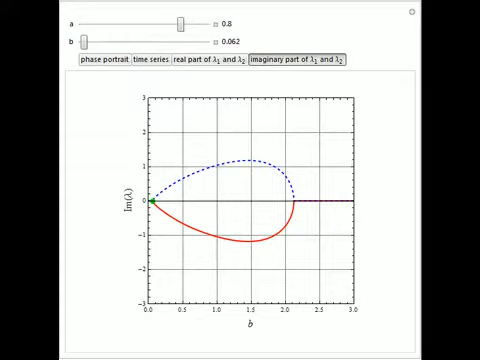 a 0.8
b 0.062
phase portrait time series real part of λ₁ and λ₂ imaginary part of λ₁ and λ₂
3
2
1
Im(λ) 0
−1
−2
−3
0.0 0.5 1.0 1.5 2.0 2.5 3.0
b